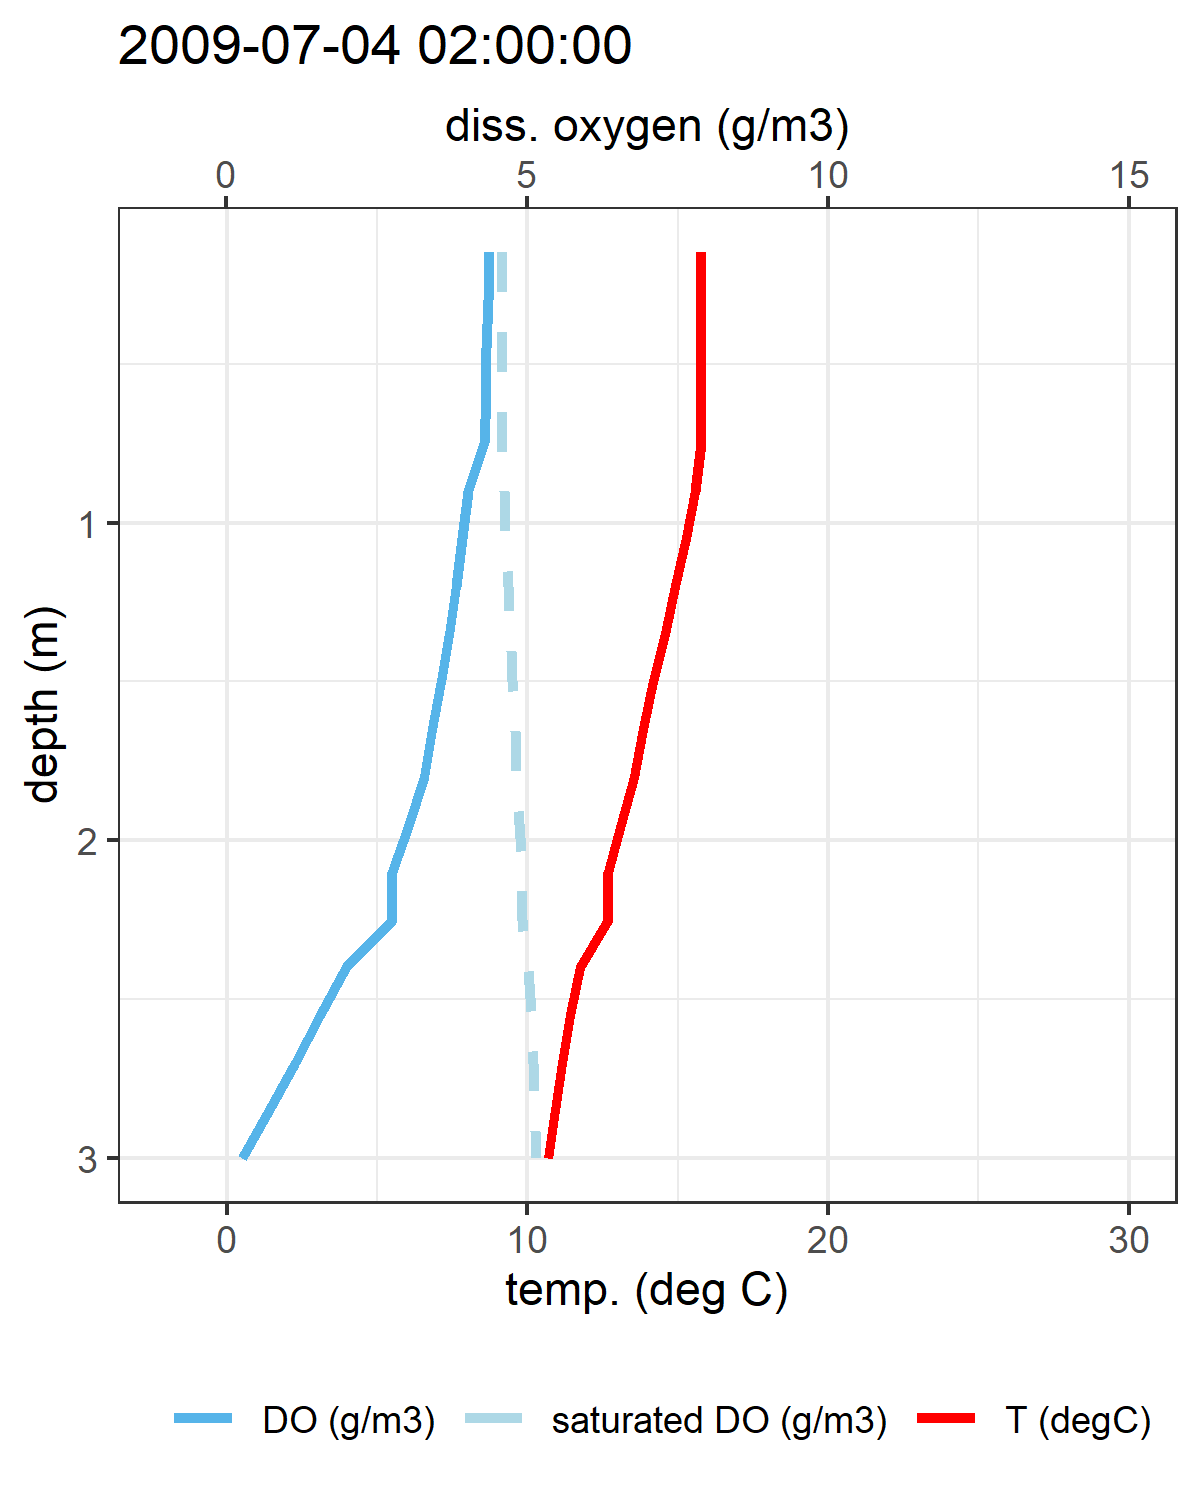 2009-07-04 02:00:00
diss. oxygen (g/m3)
0 5 10 15
1
2
3
depth (m)
0 10 20 30
temp. (deg C)
DO (g/m3) saturated DO (g/m3) T (degC)